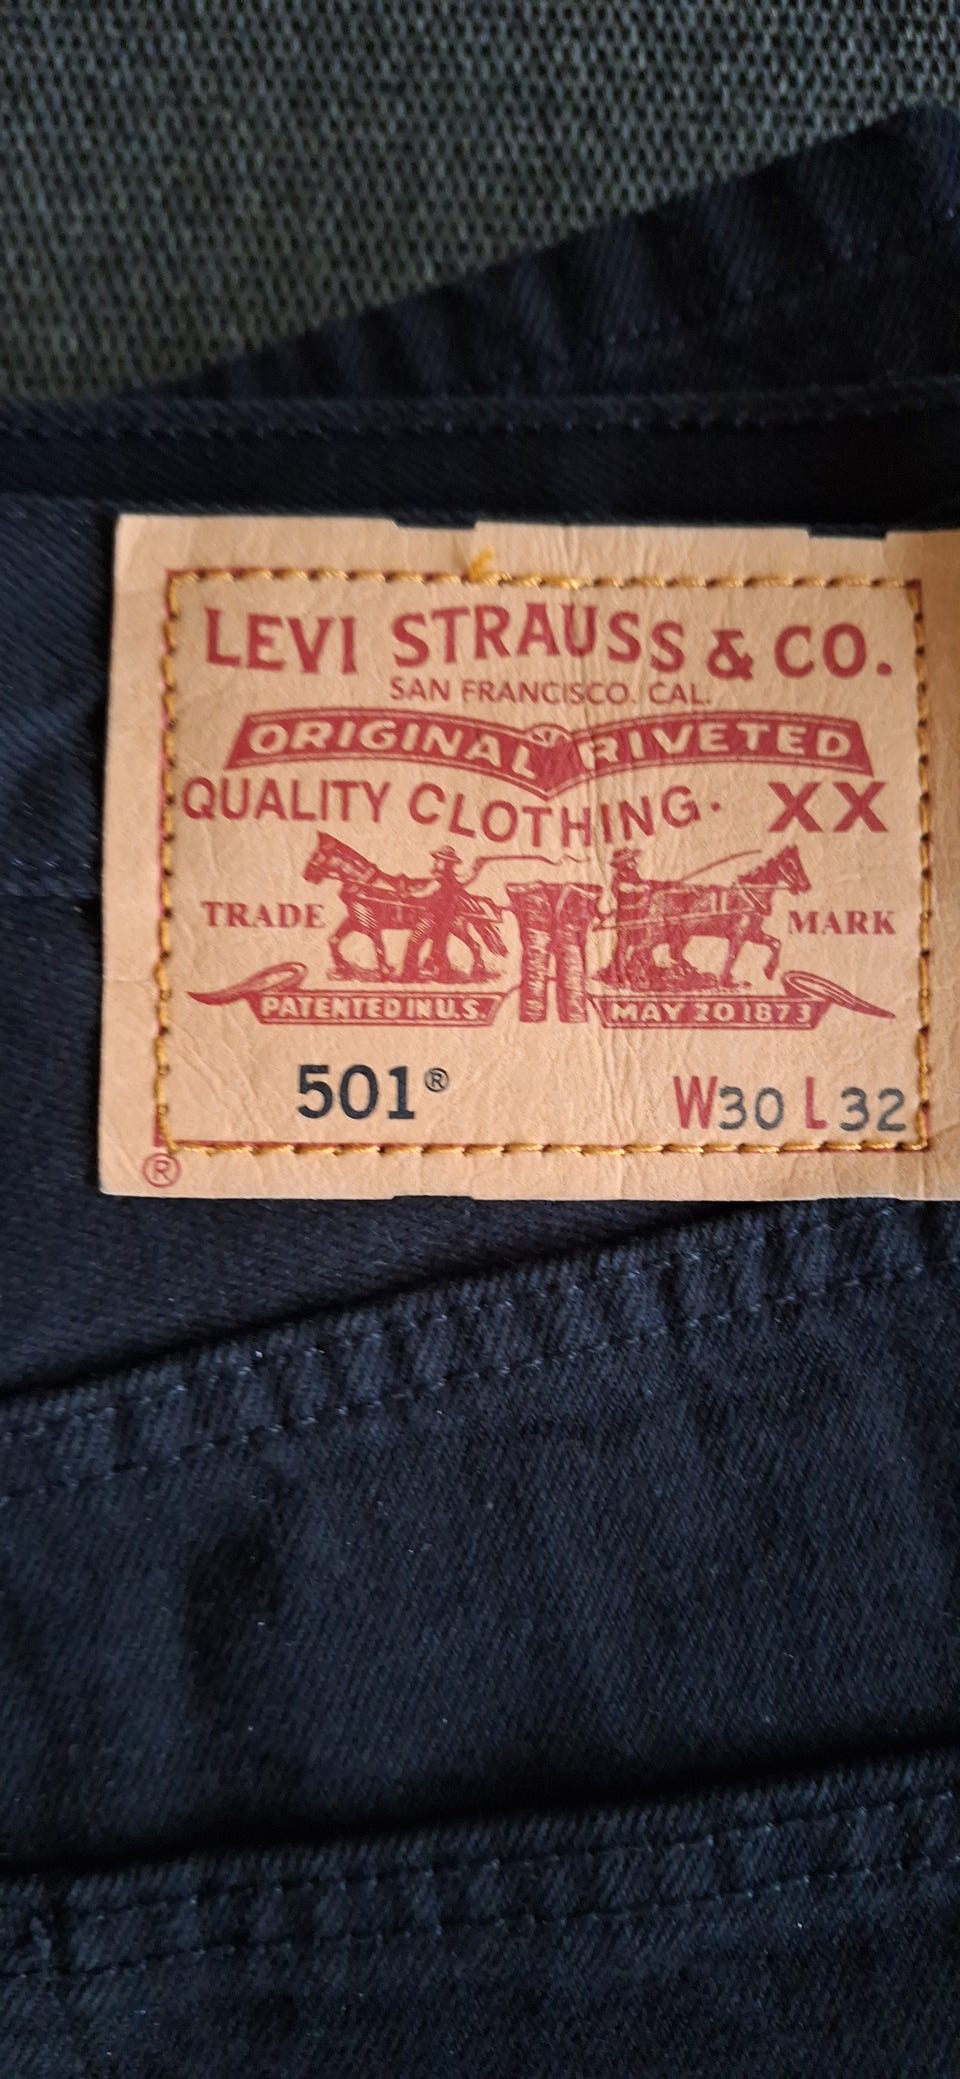 LEVI STRAUSS & CO.
SAN FRANCISCO. CAL.
ORIGINAL RIVETED
QUALITY CLOTHING. XX
TRADE MARK
PATENTED IN U.S. MAY 20 1873
501® W30 L32
®